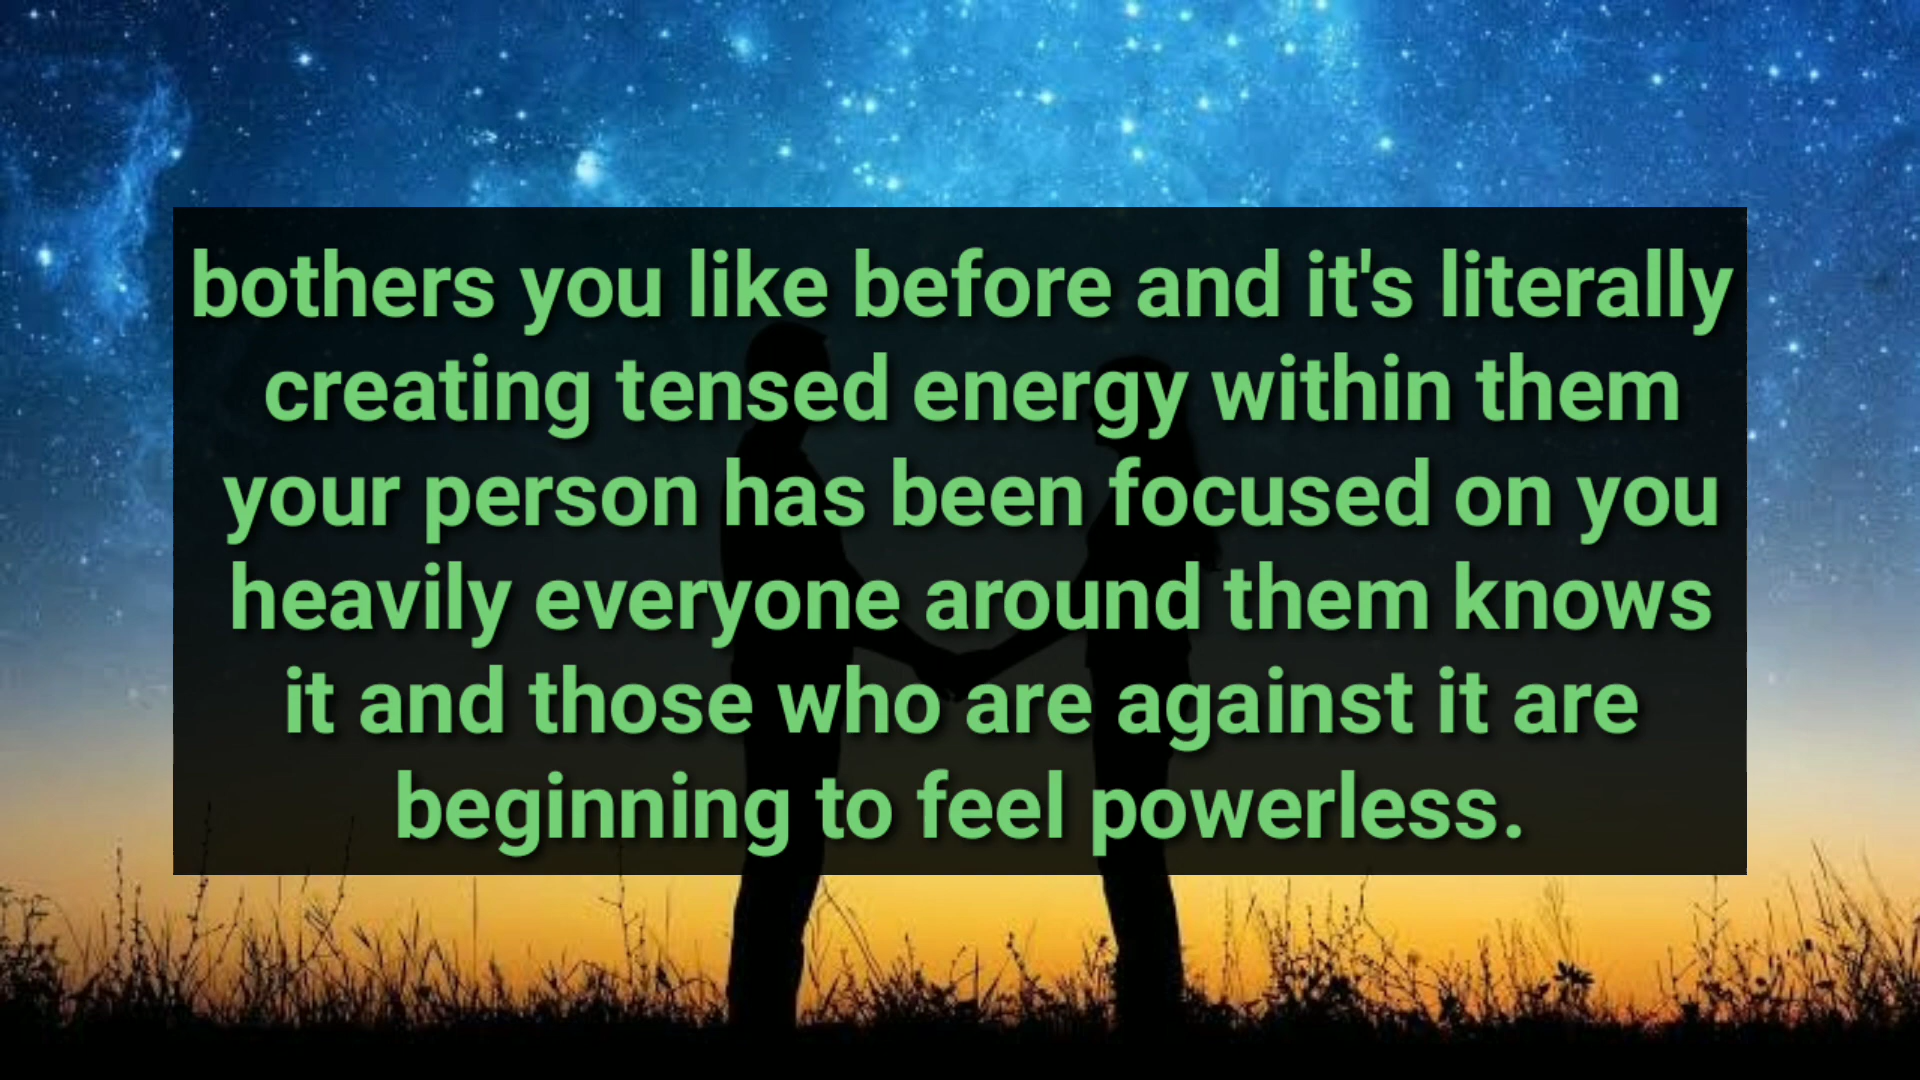 bothers you like before and it's literally
creating tensed energy within them
your person has been focused on you
heavily everyone around them knows
it and those who are against it are
beginning to feel powerless.